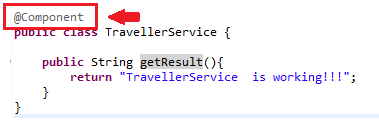 @Component
public class TravellerService {
public String getResult(){
return "TravellerService  is working!!!";
}
}